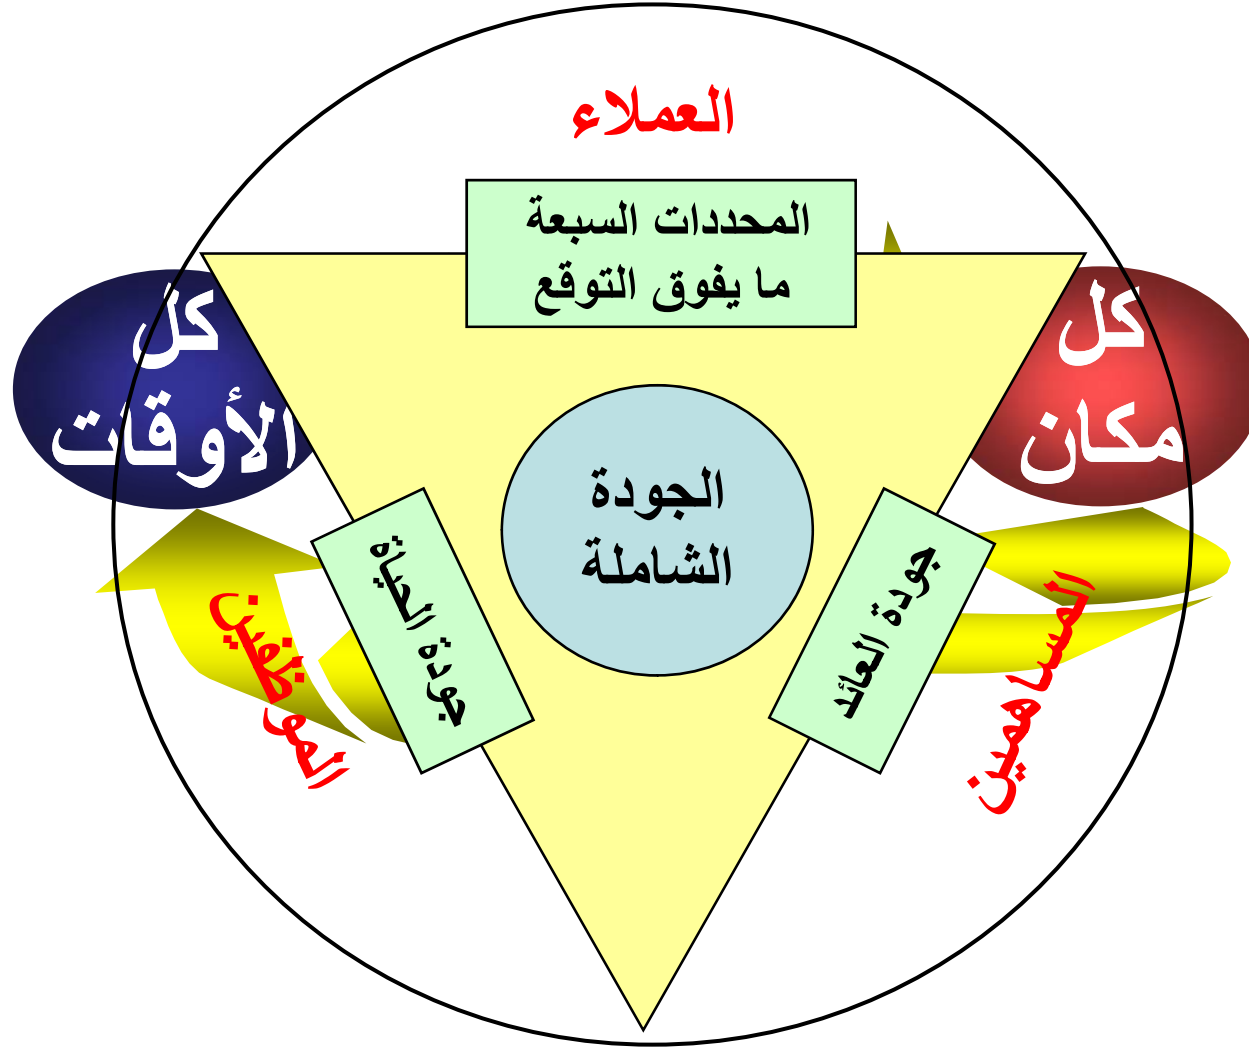 العملاء
المحددات السبعة
ما يفوق التوقع
كل
مكان
كل
الأوقات
الجودة
الشاملة
جودة العائد
جودة الحياة
المساهمين
الموظفين